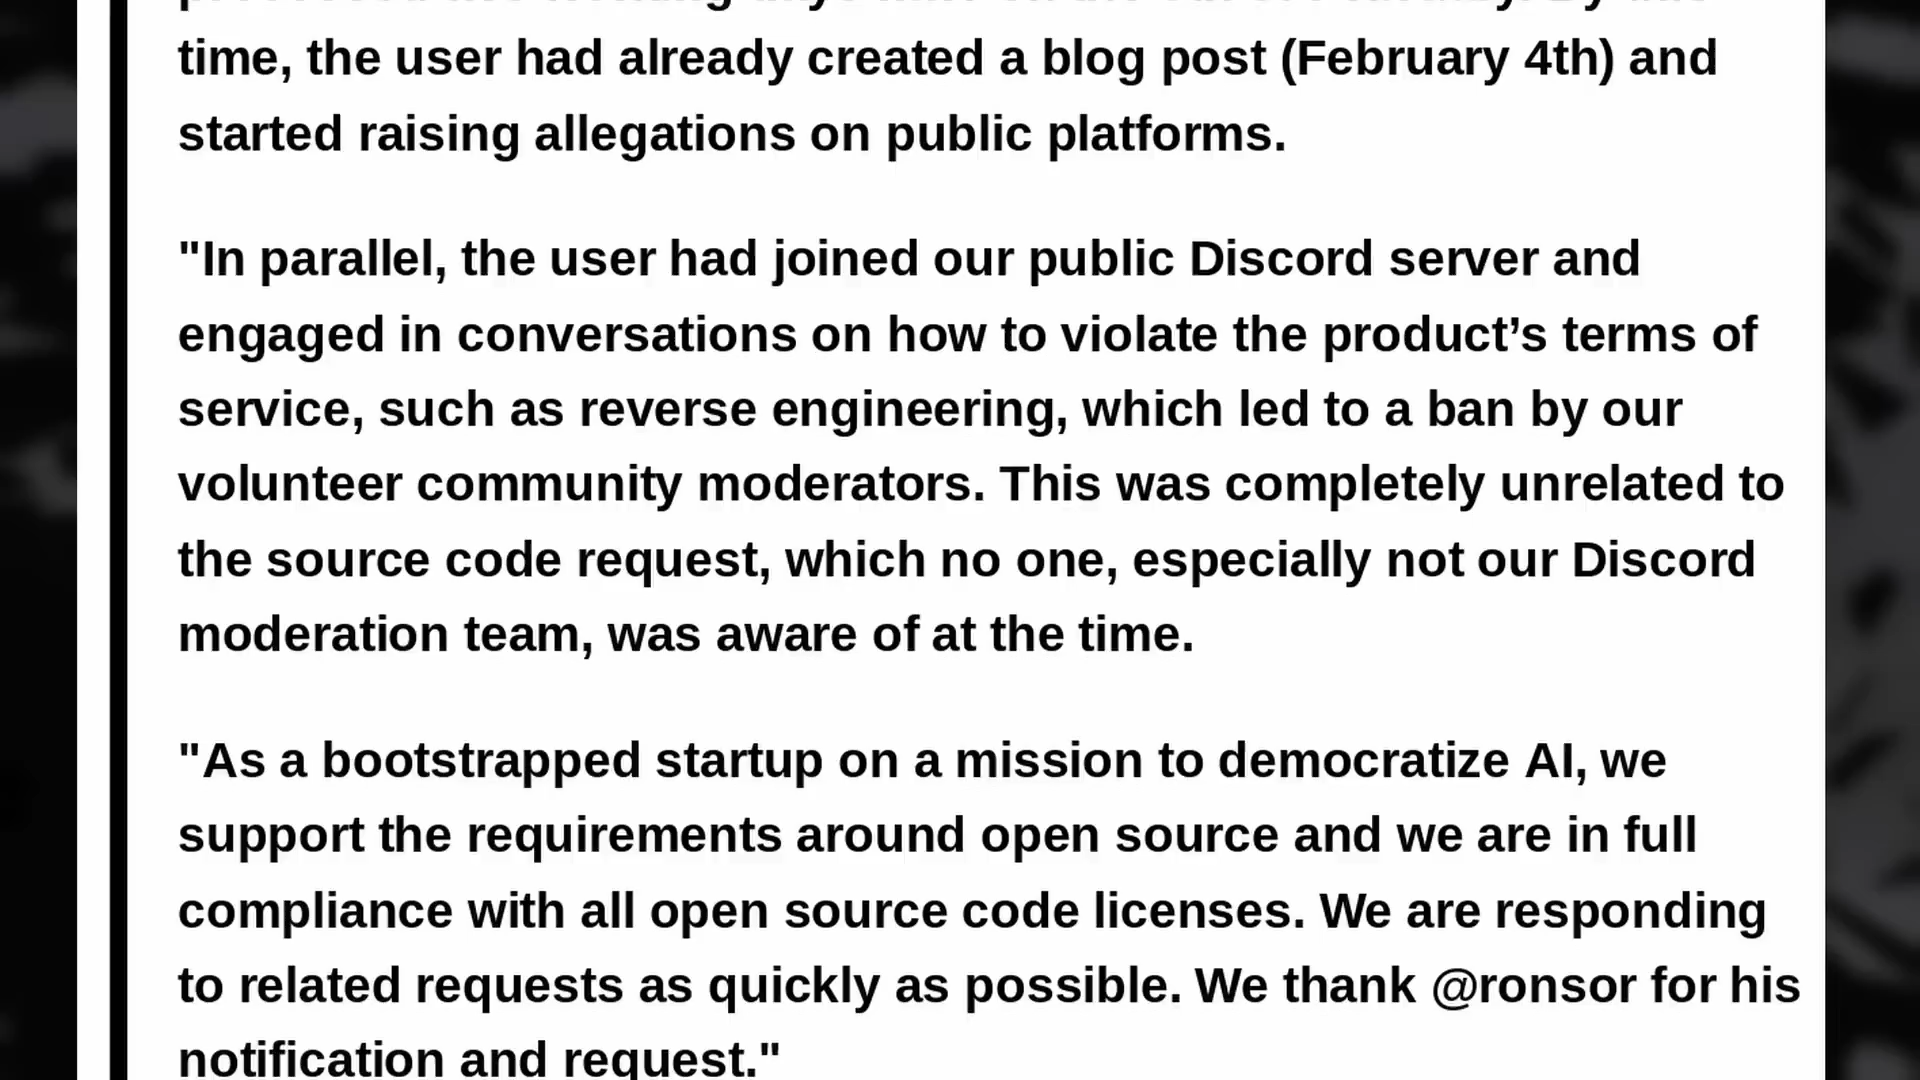 time, the user had already created a blog post (February 4th) and
started raising allegations on public platforms.
"In parallel, the user had joined our public Discord server and
engaged in conversations on how to violate the product’s terms of
service, such as reverse engineering, which led to a ban by our
volunteer community moderators. This was completely unrelated to
the source code request, which no one, especially not our Discord
moderation team, was aware of at the time.
"As a bootstrapped startup on a mission to democratize AI, we
support the requirements around open source and we are in full
compliance with all open source code licenses. We are responding
to related requests as quickly as possible. We thank @ronsor for his
notification and request."